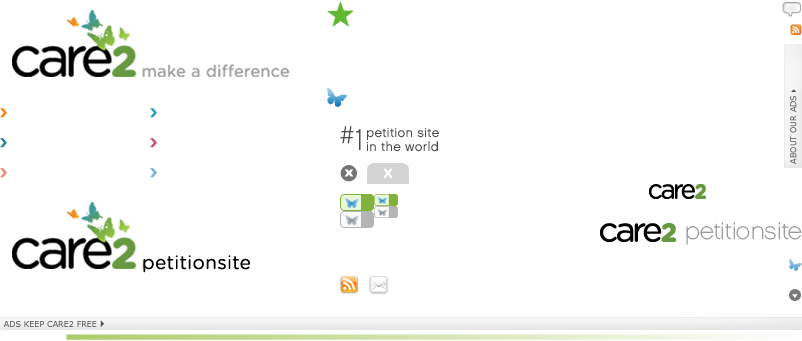 care2 make a difference
ABOUT OUR ADS
#1 petition site
in the world
care2
care2 petitionsite
care2 petitionsite
ADS KEEP CARE2 FREE